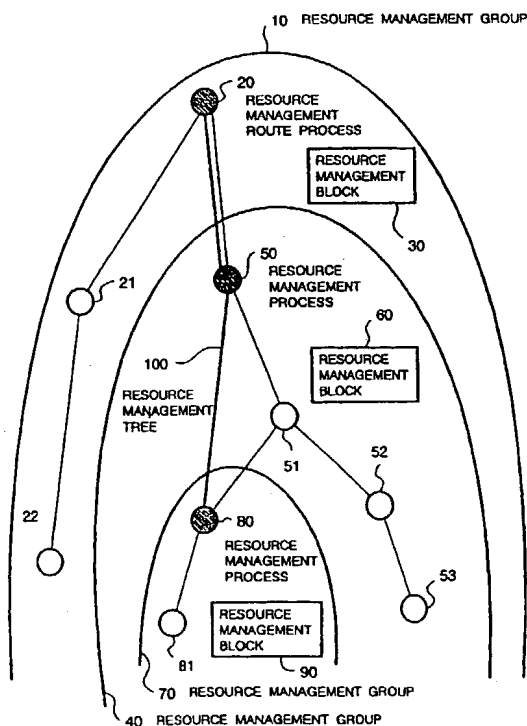 10 RESOURCE MANAGEMENT GROUP
20
RESOURCE
MANAGEMENT
ROUTE PROCESS
RESOURCE
MANAGEMENT
BLOCK
30
50
RESOURCE
MANAGEMENT
PROCESS
21
60
RESOURCE
MANAGEMENT
BLOCK
100
RESOURCE
MANAGEMENT
TREE
51
52
22
80
RESOURCE
MANAGEMENT
PROCESS
53
RESOURCE
MANAGEMENT
BLOCK
81
90
70 RESOURCE MANAGEMENT GROUP
40 RESOURCE MANAGEMENT GROUP